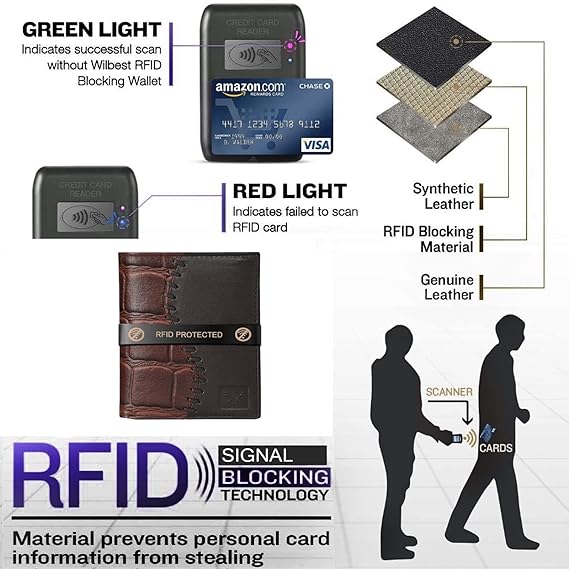 GREEN LIGHT
Indicates successful scan
without Wilbest RFID
Blocking Wallet
CREDIT CARD
READER
amazon.com
REWARDS CARD
CHASE
4417 1234 5678 9112
VISA
CREDIT CARD
READER
RED LIGHT
Indicates failed to scan
RFID card
Synthetic
Leather
RFID Blocking
Material
Genuine
Leather
RFID PROTECTED
SCANNER
CARDS
RFID
SIGNAL
BLOCKING
TECHNOLOGY
Material prevents personal card
information from stealing